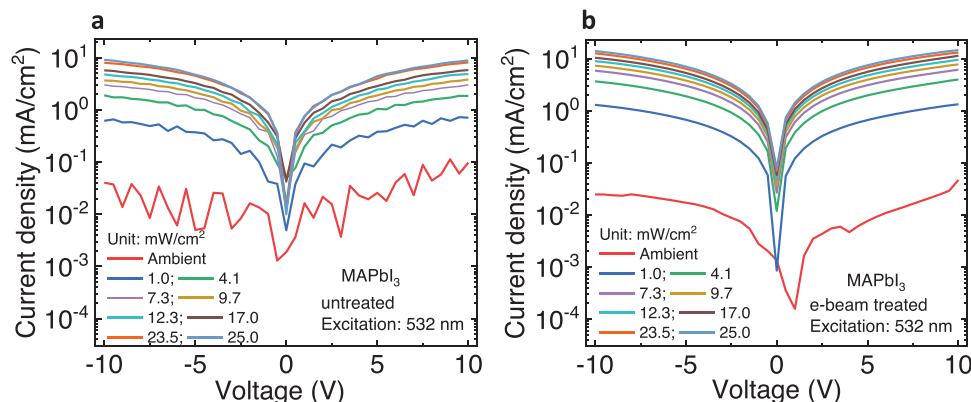 a
Current density (mA/cm2)
10^1
10^0
10^-1
10^-2
10^-3
10^-4
Unit: mW/cm^2
Ambient
1.0; 4.1
7.3; 9.7
12.3; 17.0
23.5; 25.0
MAPbI_3
untreated
Excitation: 532 nm
-10 -5 0 5 10
Voltage (V)
b
Current density (mA/cm^2)
10^1
10^0
10^-1
10^-2
10^-3
10^-4
Unit: mW/cm^2
Ambient
1.0; 4.1
7.3; 9.7
12.3; 17.0
23.5; 25.0
MAPbI_3
e-beam treated
Excitation: 532 nm
-10 -5 0 5 10
Voltage (V)